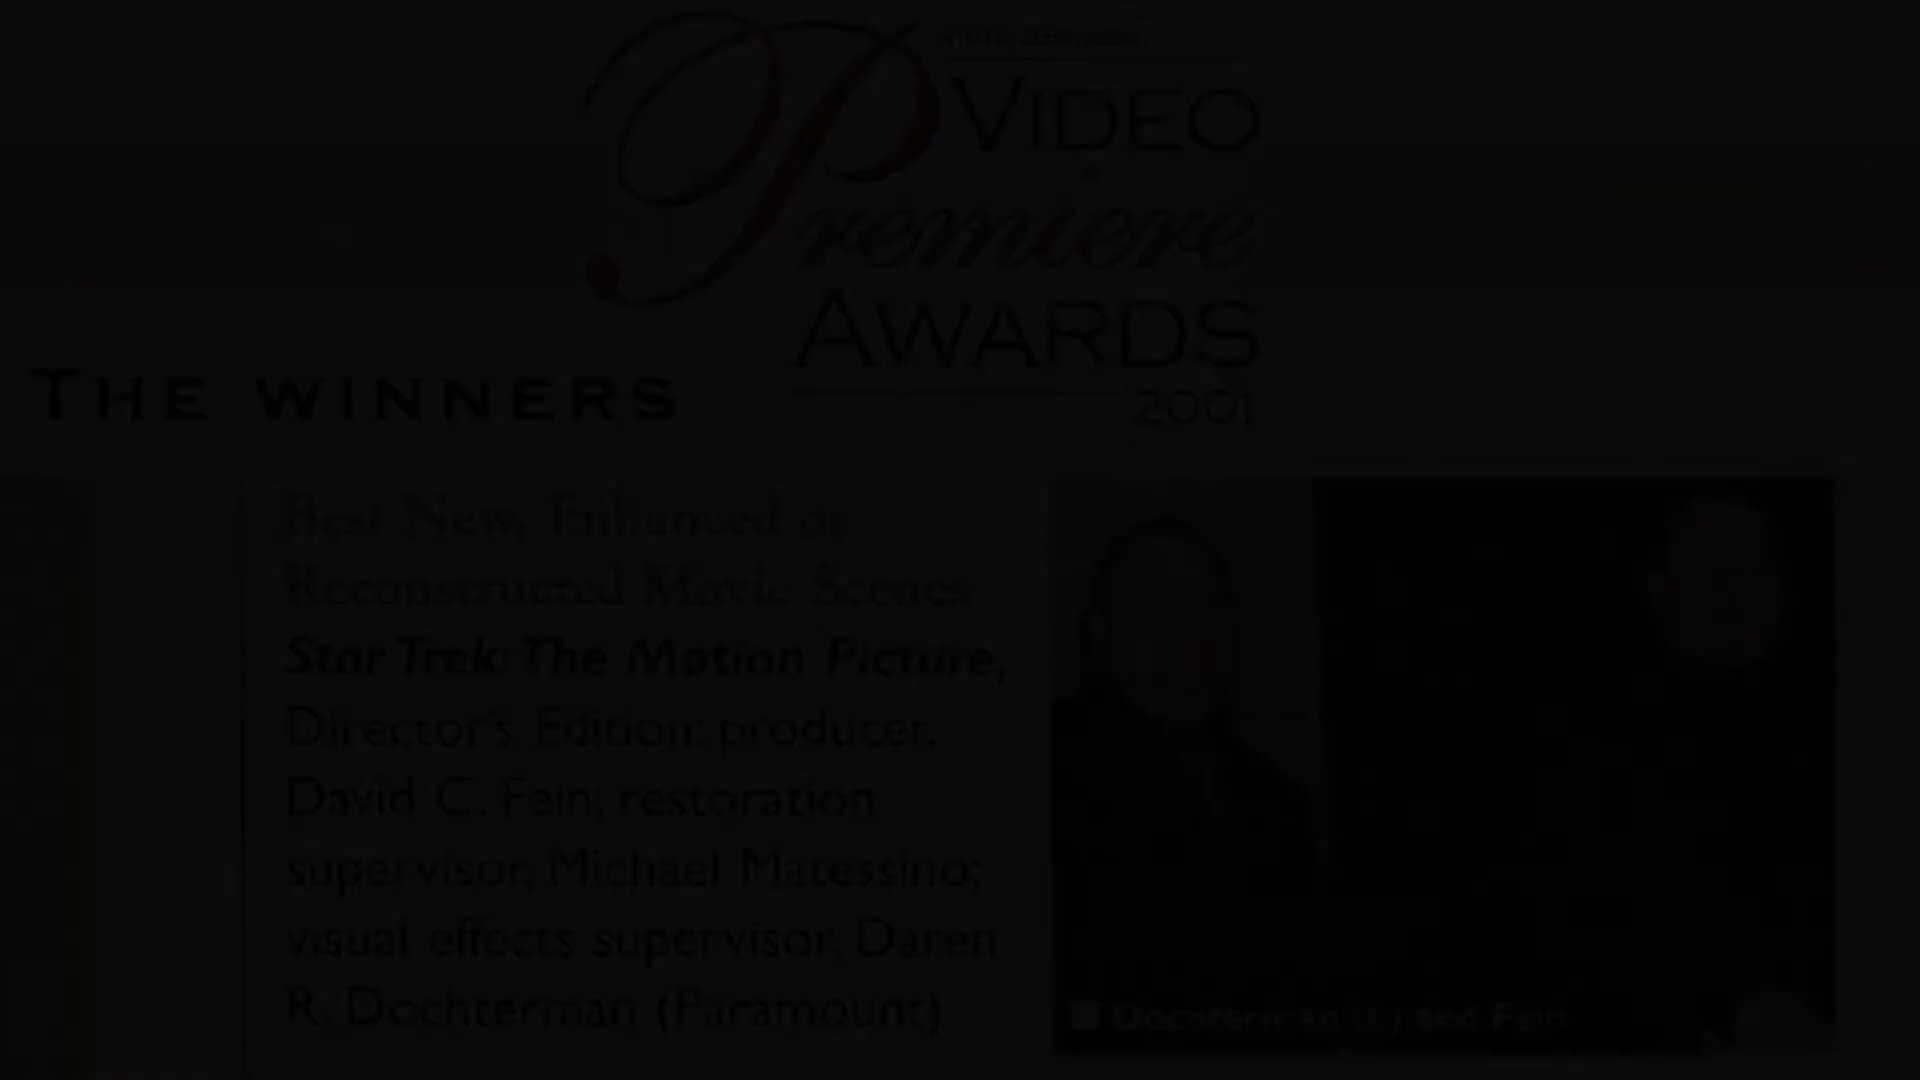 VIDEO
Premiere
AWARDS
2001
THE WINNERS
Best New, Enhanced or
Reconstructed Movie Scenes
Star Trek: The Motion Picture,
Director's Edition: producer,
David C. Fein; restoration
supervisor, Michael Matessino;
visual effects supervisor, Daren
R. Dochterman (Paramount)
Dochterman (L) and Fein